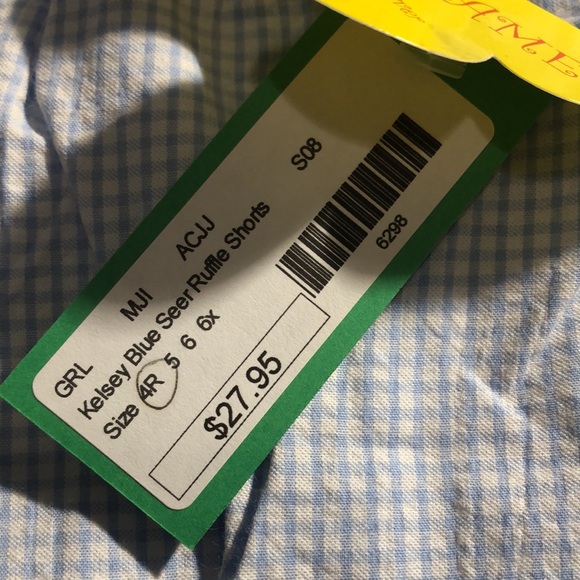 GRL MJI ACJJ S08
Kelsey Blue Seer Ruffle Shorts
Size 4R 5 6 6x
6298
$27.95